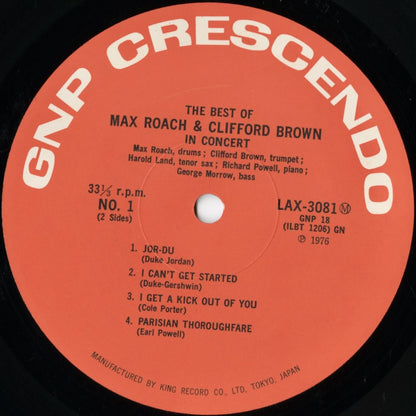 GNP CRESCENDO
THE BEST OF
MAX ROACH & CLIFFORD BROWN
IN CONCERT
Max Roach, drums ; Clifford Brown, trumpet ;
Harold Land, tenor sax ; Richard Powell, piano ;
George Morrow, bass
33⅓ r.p.m.
NO. 1
(2 Sides)
LAX-3081 Ⓜ
GNP 18
(ILBT 1206) GN
Ⓟ 1976
1. JOR-DU
(Duke Jordan)
2. I CAN'T GET STARTED
(Duke-Gershwin)
3. I GET A KICK OUT OF YOU
(Cole Porter)
4. PARISIAN THOROUGHFARE
(Earl Powell)
MANUFACTURED BY KING RECORD CO., LTD. TOKYO, JAPAN